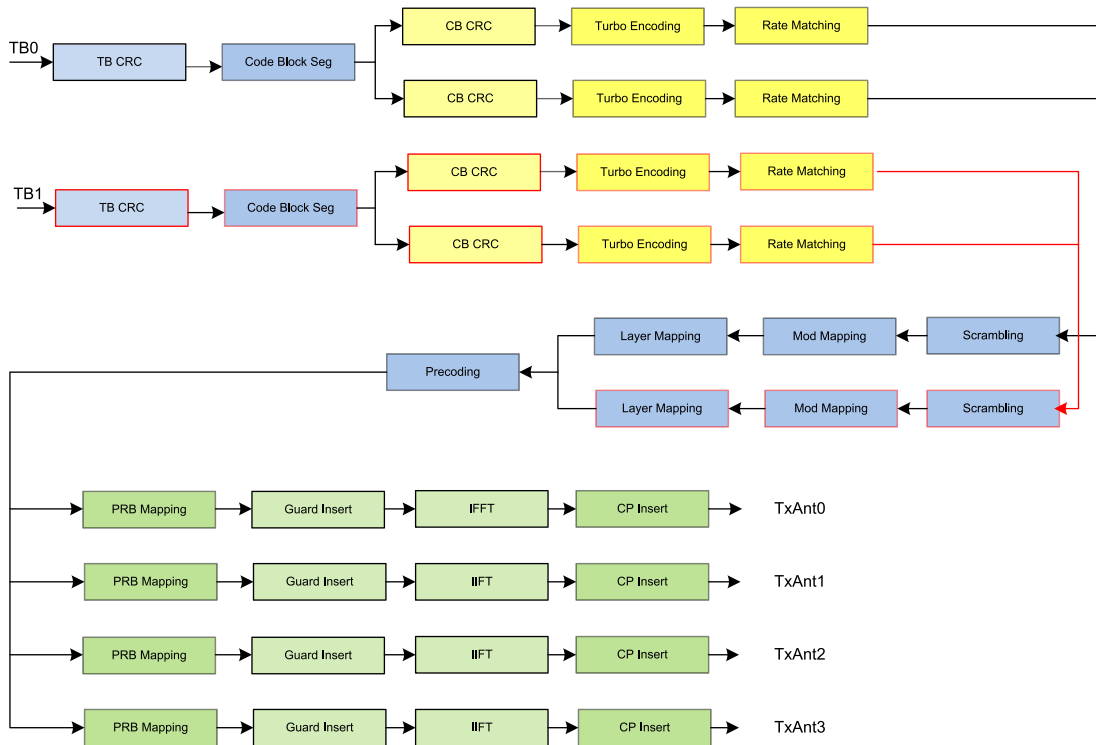 TB0
TB CRC
Code Block Seg
CB CRC
Turbo Encoding
Rate Matching
CB CRC
Turbo Encoding
Rate Matching
TB1
TB CRC
Code Block Seg
CB CRC
Turbo Encoding
Rate Matching
CB CRC
Turbo Encoding
Rate Matching
Layer Mapping
Mod Mapping
Scrambling
Precoding
Layer Mapping
Mod Mapping
Scrambling
PRB Mapping
Guard Insert
IFFT
CP Insert
TxAnt0
PRB Mapping
Guard Insert
IIFT
CP Insert
TxAnt1
PRB Mapping
Guard Insert
IIFT
CP Insert
TxAnt2
PRB Mapping
Guard Insert
IIFT
CP Insert
TxAnt3